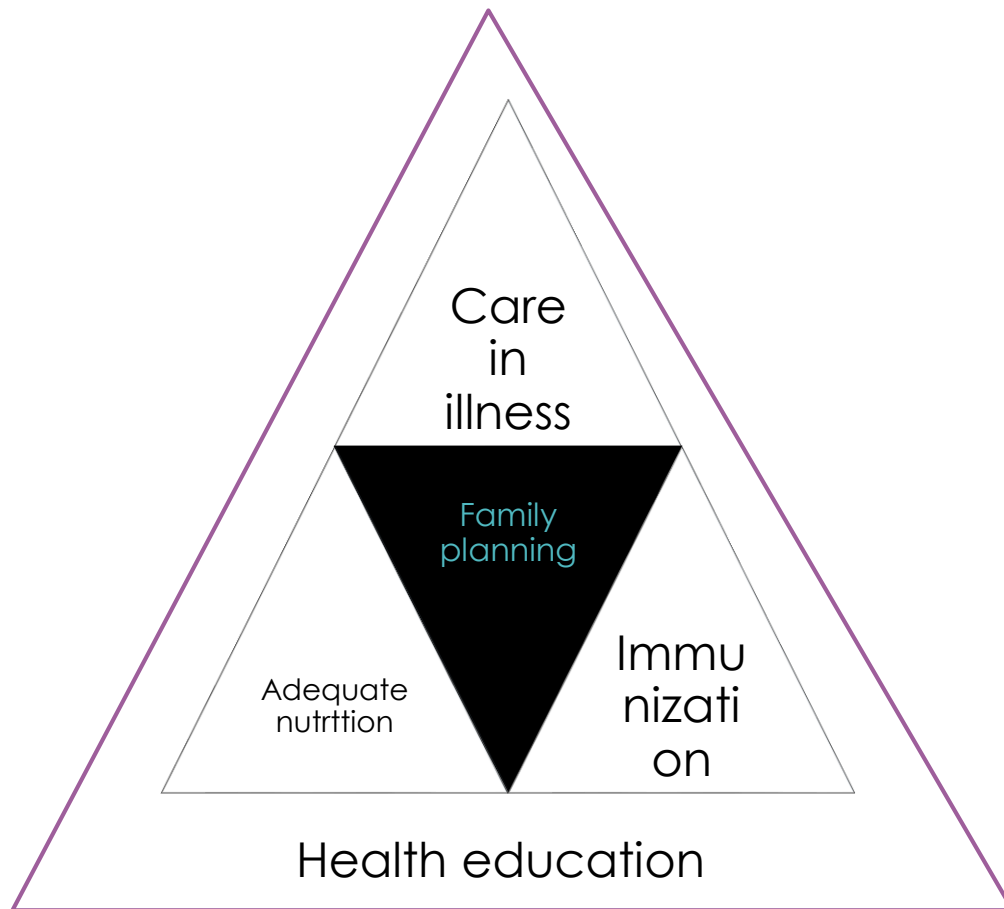 Care
in
illness
Family
planning
Adequate
nutrttion
Immu
nizati
on
Health education